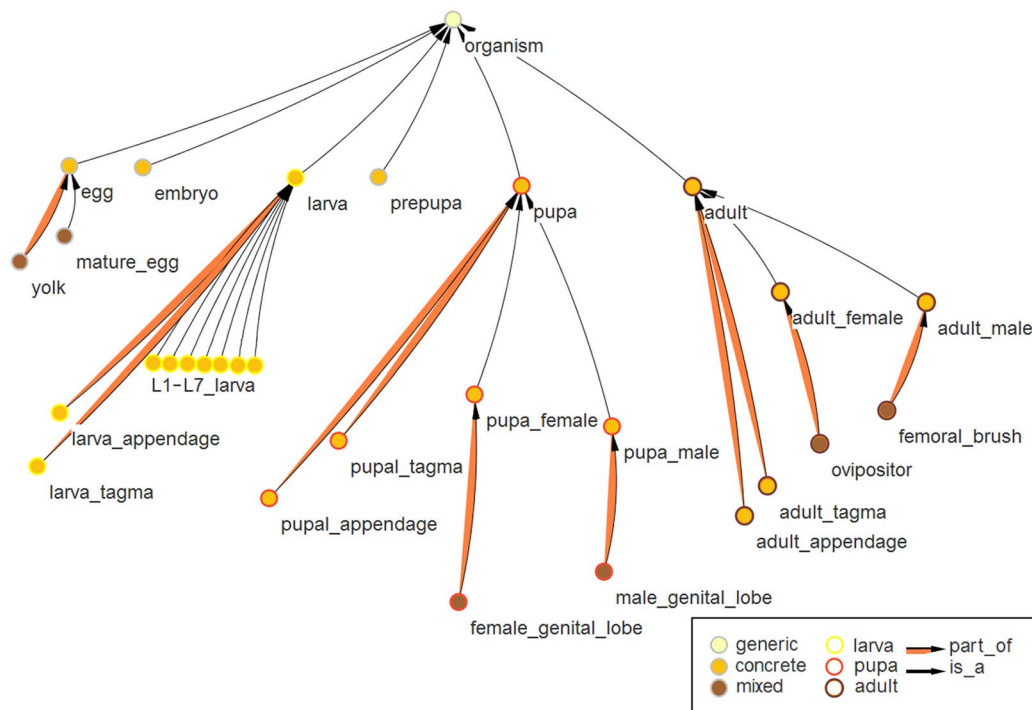 organism
egg
embryo
larva
prepupa
pupa
adult
mature_egg
yolk
adult_female
adult_male
L1-L7_larva
larva_appendage
pupa_female
femoral_brush
pupal_tagma
pupa_male
ovipositor
larva_tagma
pupal_appendage
adult_tagma
adult_appendage
male_genital_lobe
female_genital_lobe
generic larva part_of
concrete pupa is_a
mixed adult